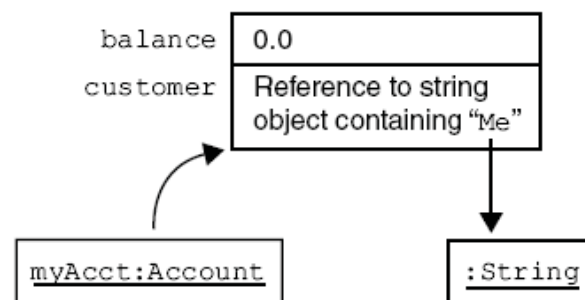 balance 0.0
customer Reference to string
object containing “Me”
myAcct:Account :String